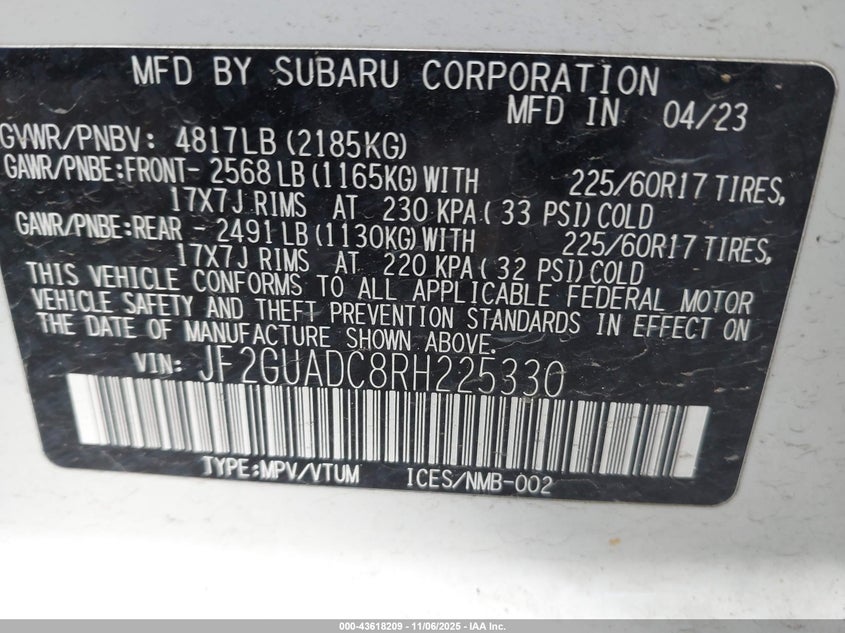 MFD BY SUBARU CORPORATION
MFD IN 04/23
GVWR/PNBV: 4817LB (2185KG)
GAWR/PNBE:FRONT- 2568 LB (1165KG) WITH 225/60R17 TIRES,
17X7J RIMS AT 230 KPA ( 33 PSI) COLD
GAWR/PNBE:REAR - 2491 LB (1130KG) WITH 225/60R17 TIRES,
17X7J RIMS AT 220 KPA ( 32 PSI) COLD
THIS VEHICLE CONFORMS TO ALL APPLICABLE FEDERAL MOTOR
VEHICLE SAFETY AND THEFT PREVENTION STANDARDS IN EFFECT ON
THE DATE OF MANUFACTURE SHOWN ABOVE.
VIN: JF2GUADC8RH225330
TYPE:MPV/VTUM ICES/NMB-002
000-43618209 - 11/06/2025 - IAA Inc.